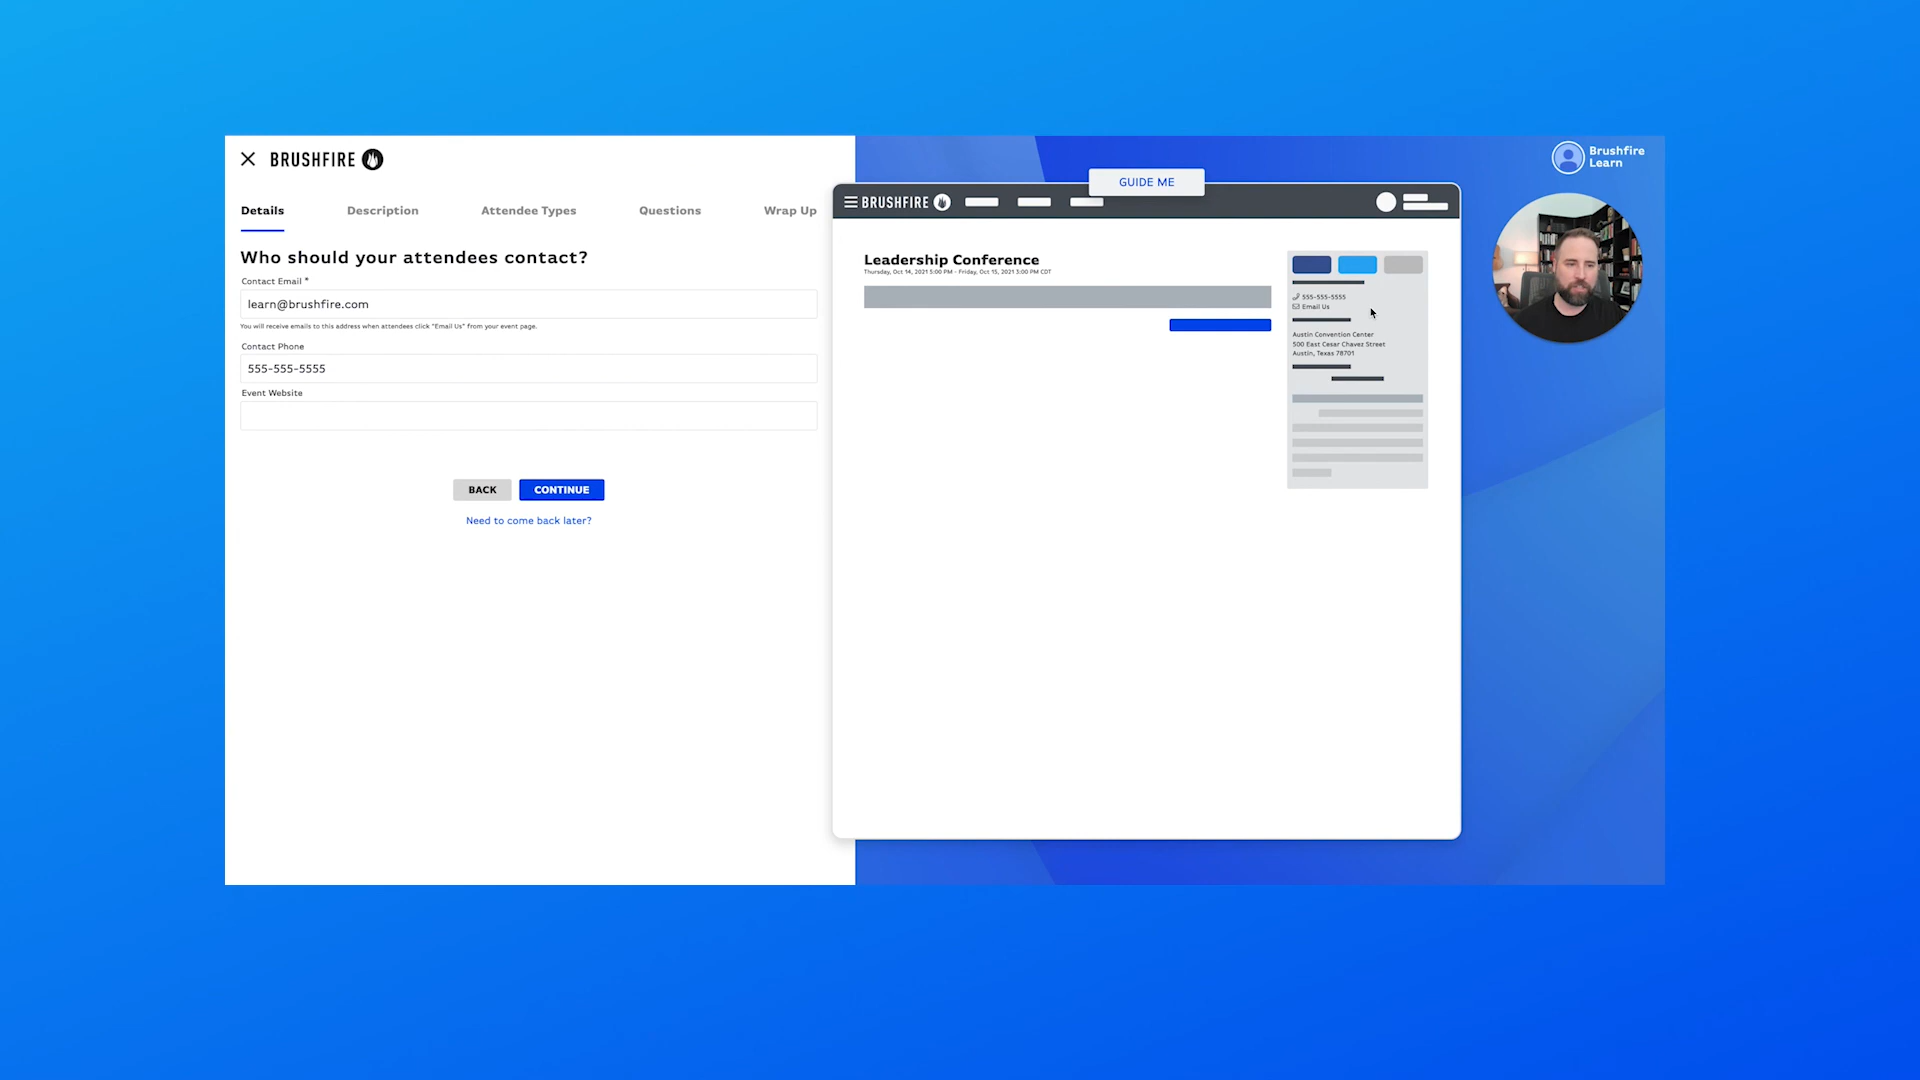 BRUSHFIRE
Details
Description
Attendee Types
Questions
Wrap Up
Who should your attendees contact?
Contact Email *
learn@brushfire.com
You will receive emails to this address when attendees click "Email Us" from your event page.
Contact Phone
555-555-5555
Event Website
BACK
CONTINUE
Need to come back later?
GUIDE ME
BRUSHFIRE
Leadership Conference
Thursday, Oct 14, 2021 5:00 PM - Friday, Oct 15, 2021 3:00 PM CDT
555-555-5555
Email Us
Austin Convention Center
500 East Cesar Chavez Street
Austin, Texas 78701
Brushfire
Learn